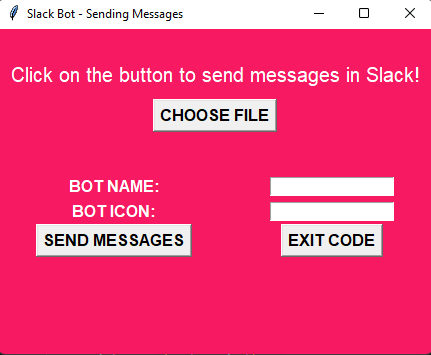 Slack Bot - Sending Messages
Click on the button to send messages in Slack!
CHOOSE FILE
BOT NAME:
BOT ICON:
SEND MESSAGES EXIT CODE